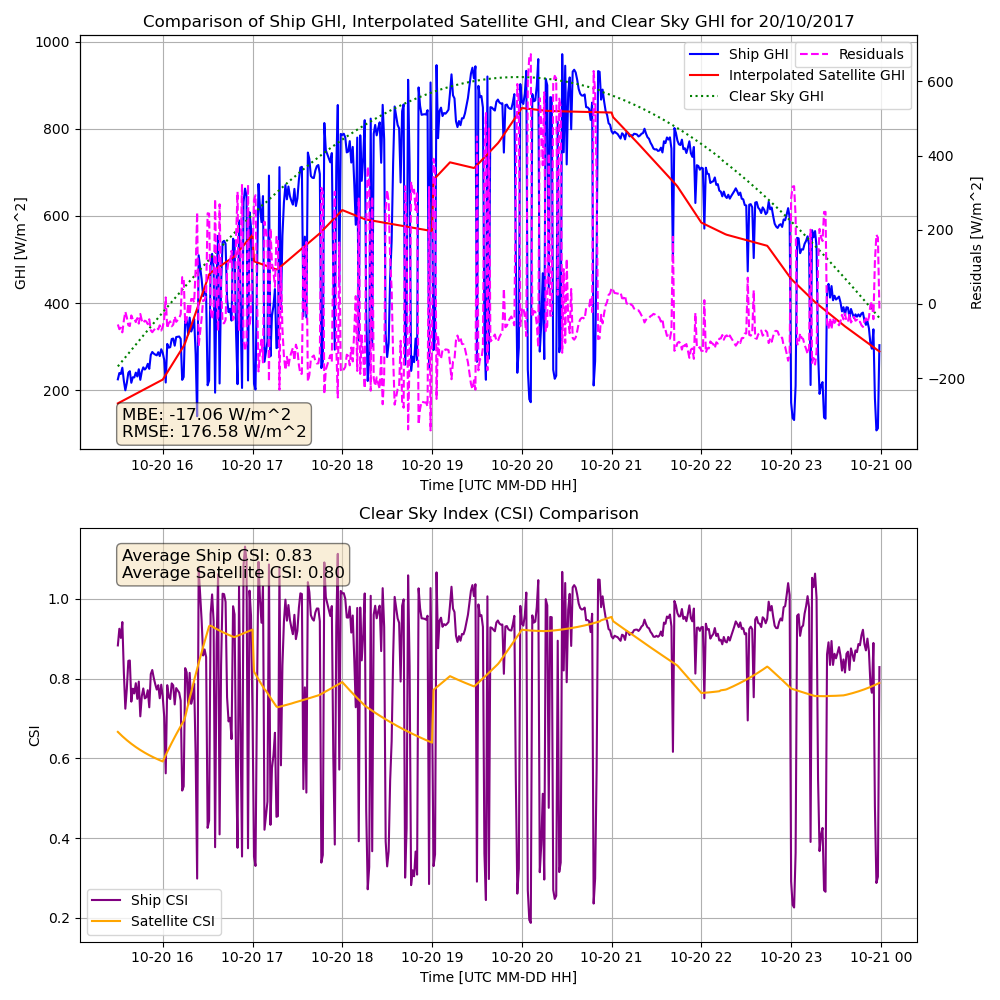 Comparison of Ship GHI, Interpolated Satellite GHI, and Clear Sky GHI for 20/10/2017
1000
800
600
400
200
GHI [W/m^2]
Ship GHI
Interpolated Satellite GHI
Clear Sky GHI
Residuals
600
400
200
0
−200
Residuals [W/m^2]
MBE: -17.06 W/m^2
RMSE: 176.58 W/m^2
10-20 16 10-20 17 10-20 18 10-20 19 10-20 20 10-20 21 10-20 22 10-20 23 10-21 00
Time [UTC MM-DD HH]
Clear Sky Index (CSI) Comparison
Average Ship CSI: 0.83
Average Satellite CSI: 0.80
1.0
0.8
0.6
0.4
0.2
CSI
Ship CSI
Satellite CSI
10-20 16 10-20 17 10-20 18 10-20 19 10-20 20 10-20 21 10-20 22 10-20 23 10-21 00
Time [UTC MM-DD HH]